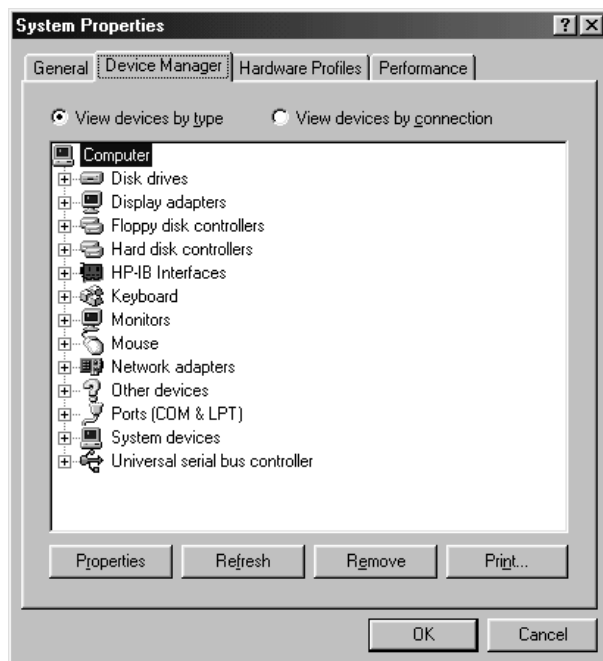 System Properties
General Device Manager Hardware Profiles Performance
View devices by type View devices by connection
Computer
Disk drives
Display adapters
Floppy disk controllers
Hard disk controllers
HP-IB Interfaces
Keyboard
Monitors
Mouse
Network adapters
Other devices
Ports (COM & LPT)
System devices
Universal serial bus controller
Properties Refresh Remove Print...
OK Cancel